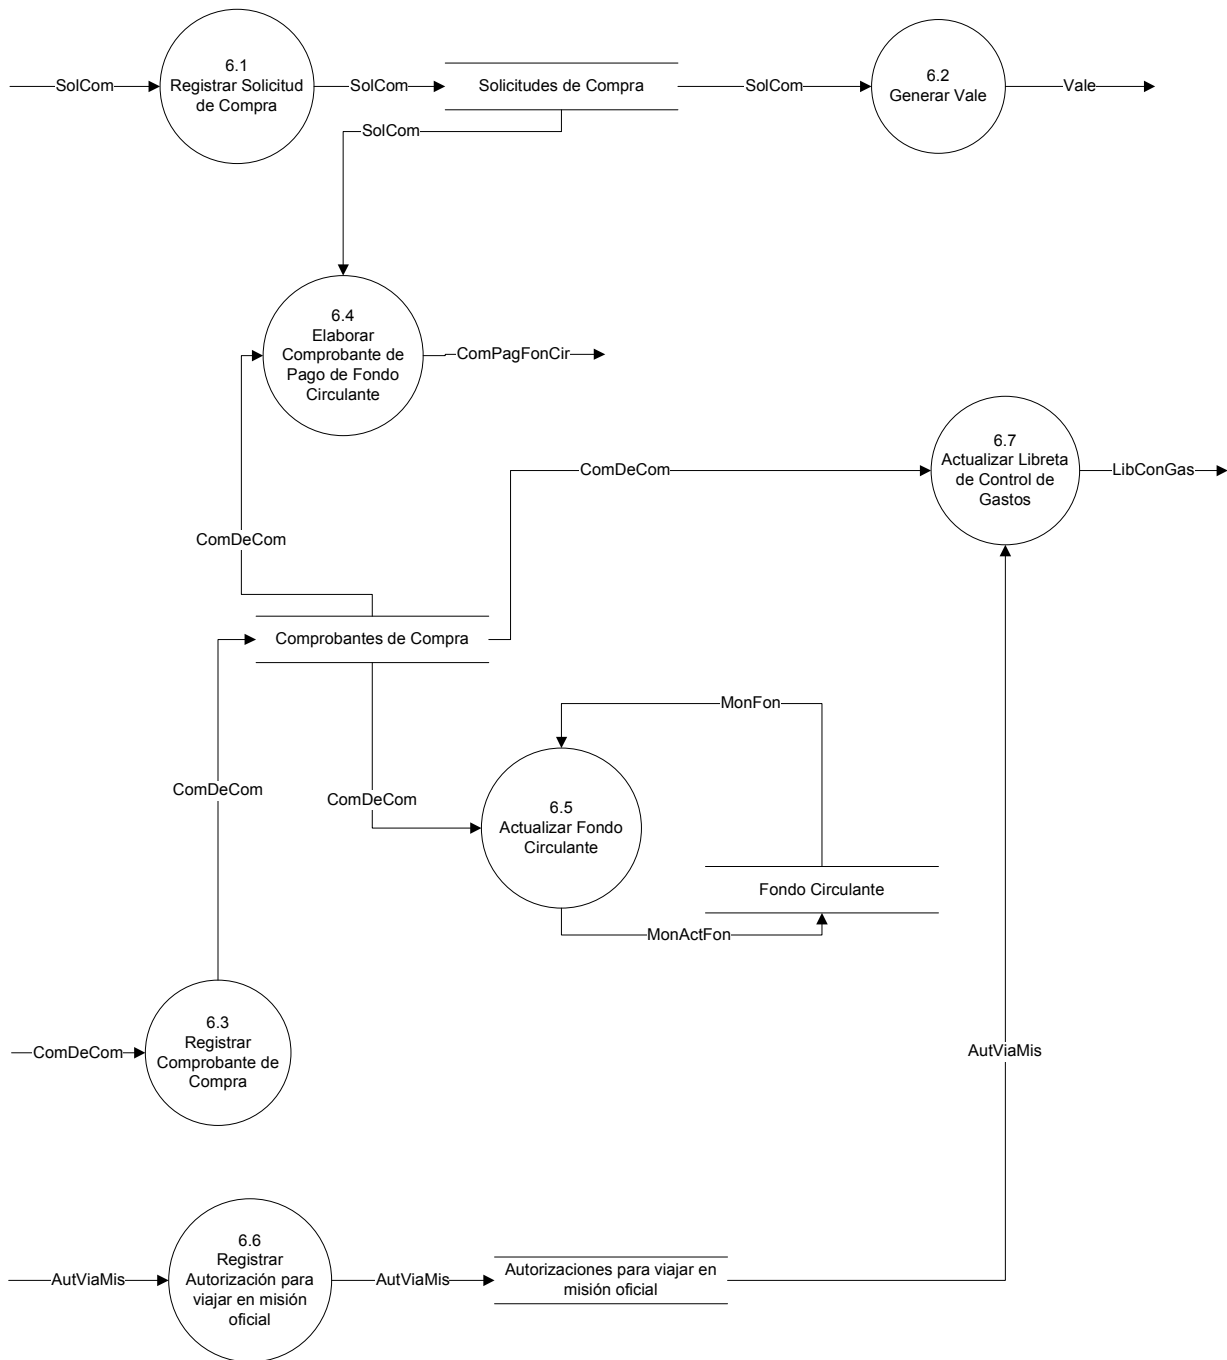 6.1
Registrar Solicitud
de Compra
SolCom
SolCom
Solicitudes de Compra
SolCom
6.2
Generar Vale
Vale
SolCom
6.4
Elaborar
Comprobante de
Pago de Fondo
Circulante
ComPagFonCir
6.7
Actualizar Libreta
de Control de
Gastos
ComDeCom
LibConGas
ComDeCom
Comprobantes de Compra
MonFon
ComDeCom
ComDeCom
6.5
Actualizar Fondo
Circulante
Fondo Circulante
MonActFon
6.3
Registrar
Comprobante de
Compra
ComDeCom
AutViaMis
6.6
Registrar
Autorización para
viajar en misión
oficial
AutViaMis
AutViaMis
Autorizaciones para viajar en
misión oficial